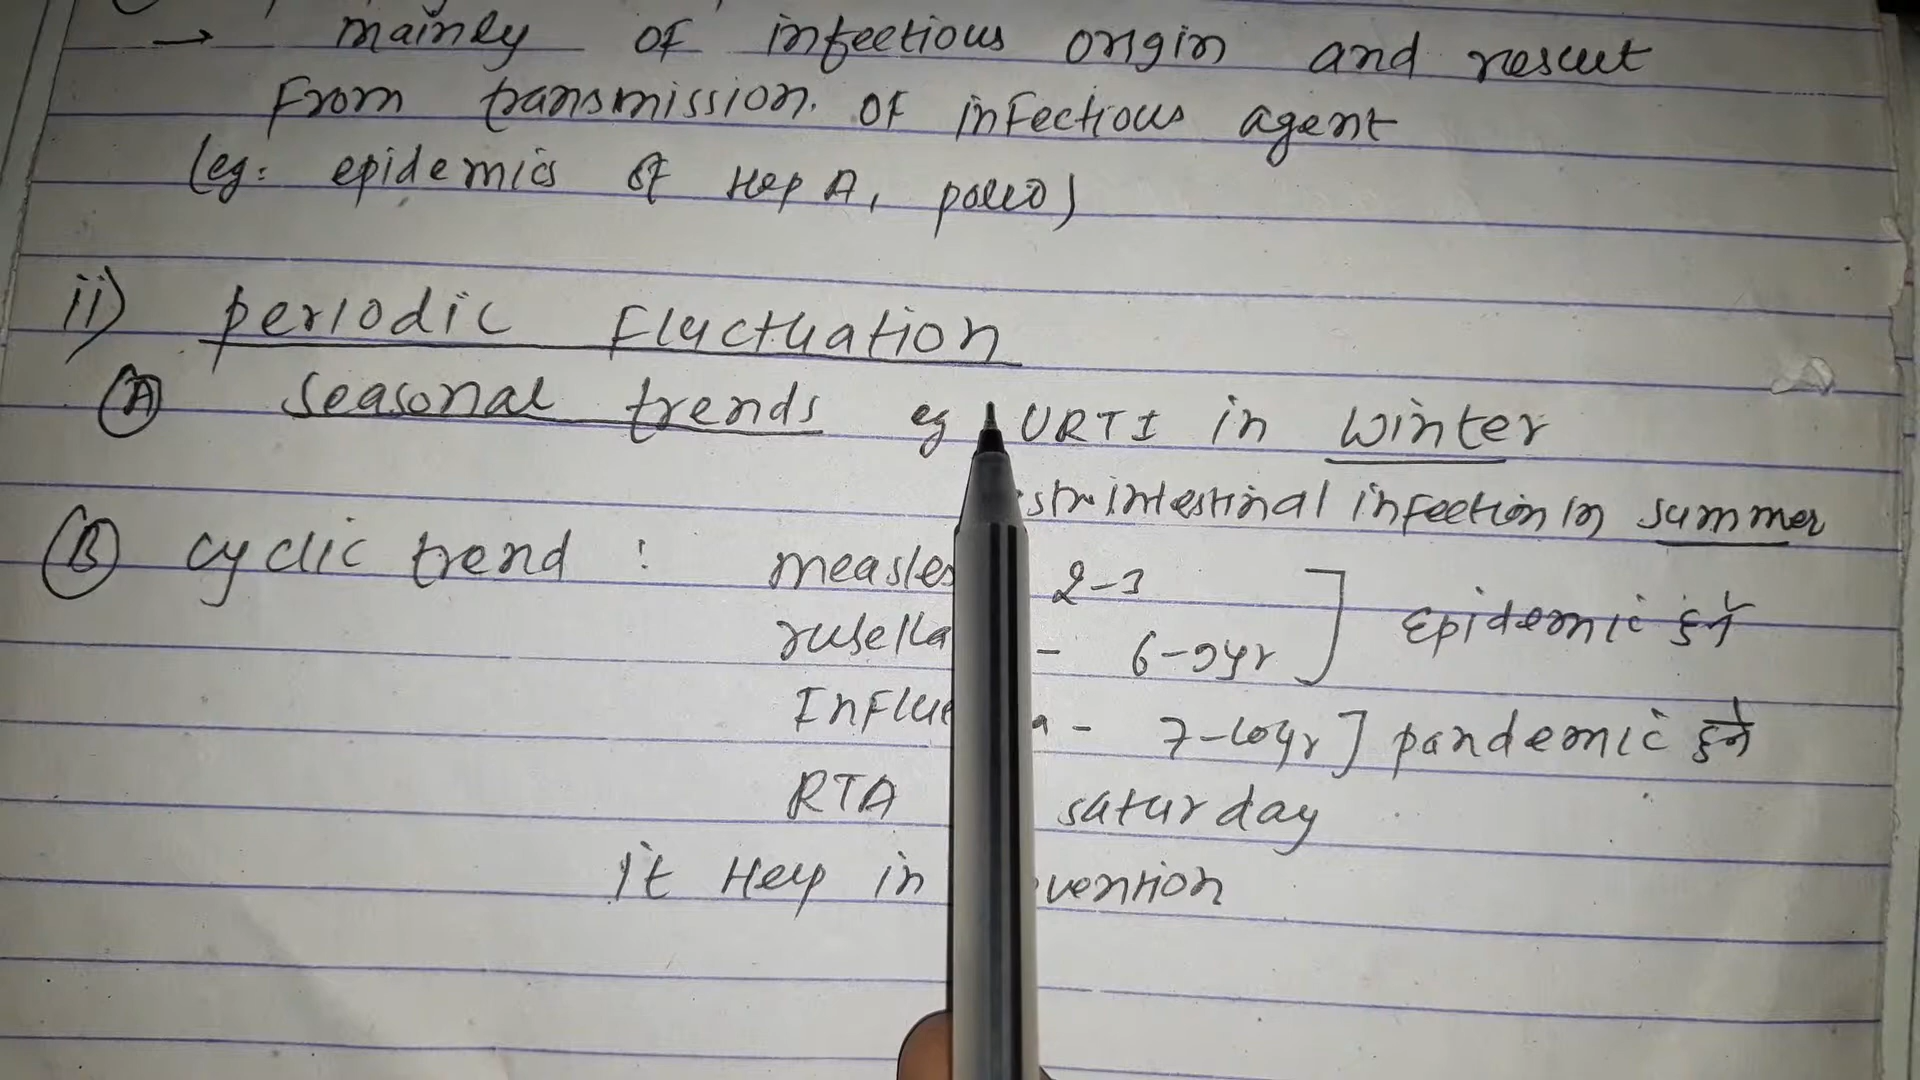 → mainly of infectious origin and result
From transmission. of infectious agent
(eg: epidemics of Hep A, polio)
ii) periodic Fluctuation
(A) seasonal trends eg URTI in winter
strintestinal infection in summer
(B) cyclic trend : measles 2-3
rubella - 6-9yr ] Epidemic हुने
Influe a - 7-10yr ] pandemic हुने
RTA saturday
it Help in vention